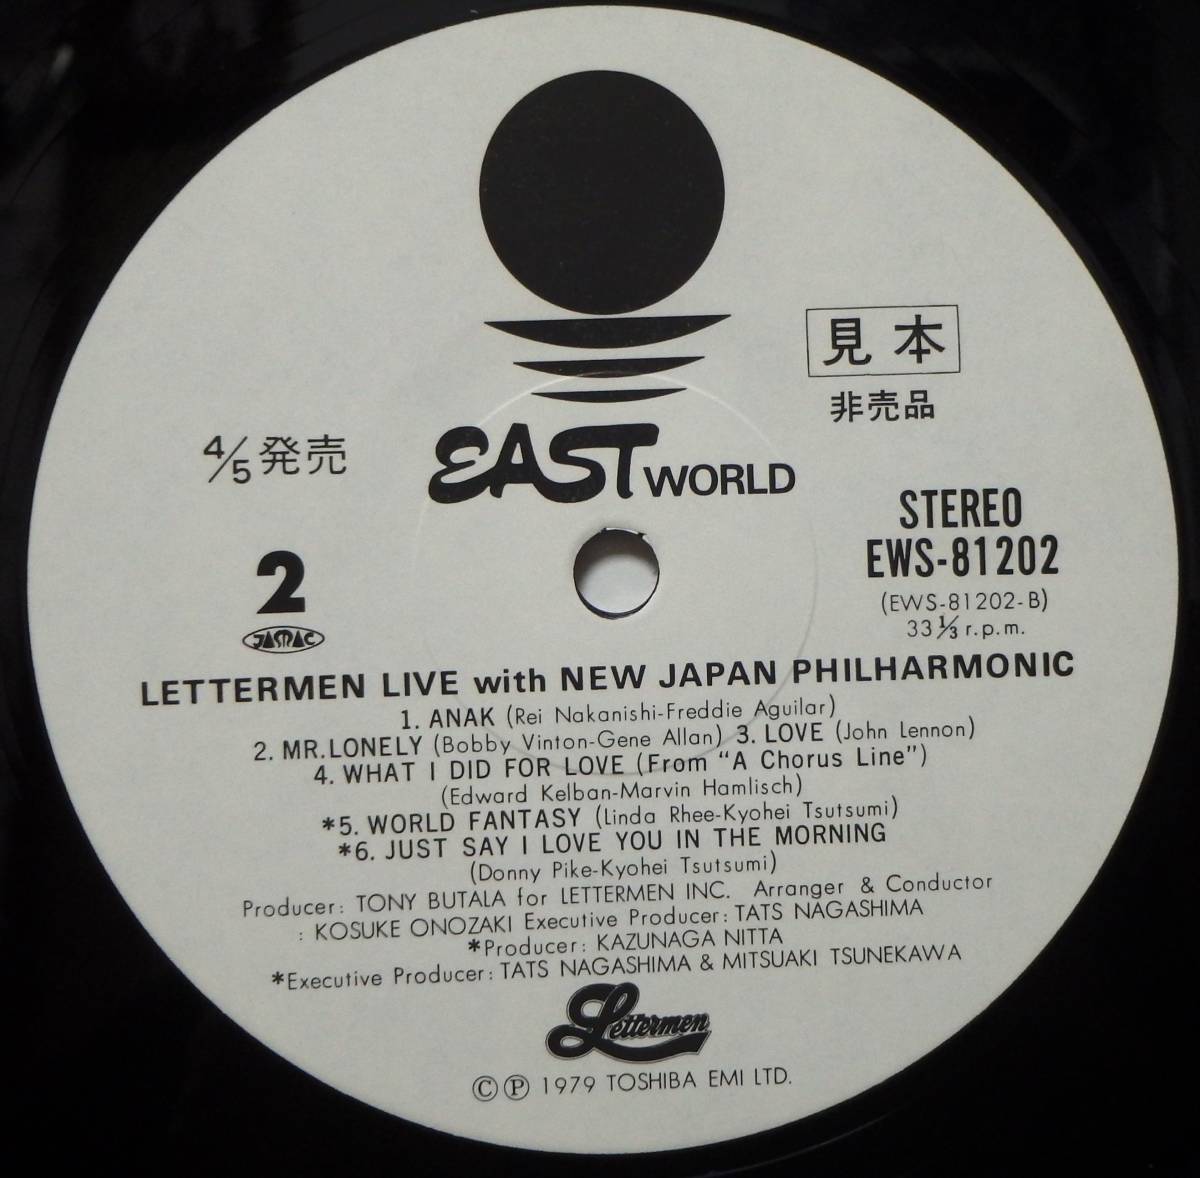 見本
非売品
4/5発売
EAST WORLD
STEREO
EWS-81202
(EWS-81202-B)
33⅓ r.p.m.
2
JASRAC
LETTERMEN LIVE with NEW JAPAN PHILHARMONIC
1. ANAK (Rei Nakanishi-Freddie Aguilar)
2. MR.LONELY (Bobby Vinton-Gene Allan) 3. LOVE (John Lennon)
4. WHAT I DID FOR LOVE (From "A Chorus Line")
(Edward Kelban-Marvin Hamlisch)
*5. WORLD FANTASY (Linda Rhee-Kyohei Tsutsumi)
*6. JUST SAY I LOVE YOU IN THE MORNING
(Donny Pike-Kyohei Tsutsumi)
Producer: TONY BUTALA for LETTERMEN INC. Arranger & Conductor
: KOSUKE ONOZAKI Executive Producer: TATS NAGASHIMA
*Producer: KAZUNAGA NITTA
*Executive Producer: TATS NAGASHIMA & MITSUAKI TSUNEKAWA
Lettermen
Ⓒ Ⓟ 1979 TOSHIBA EMI LTD.